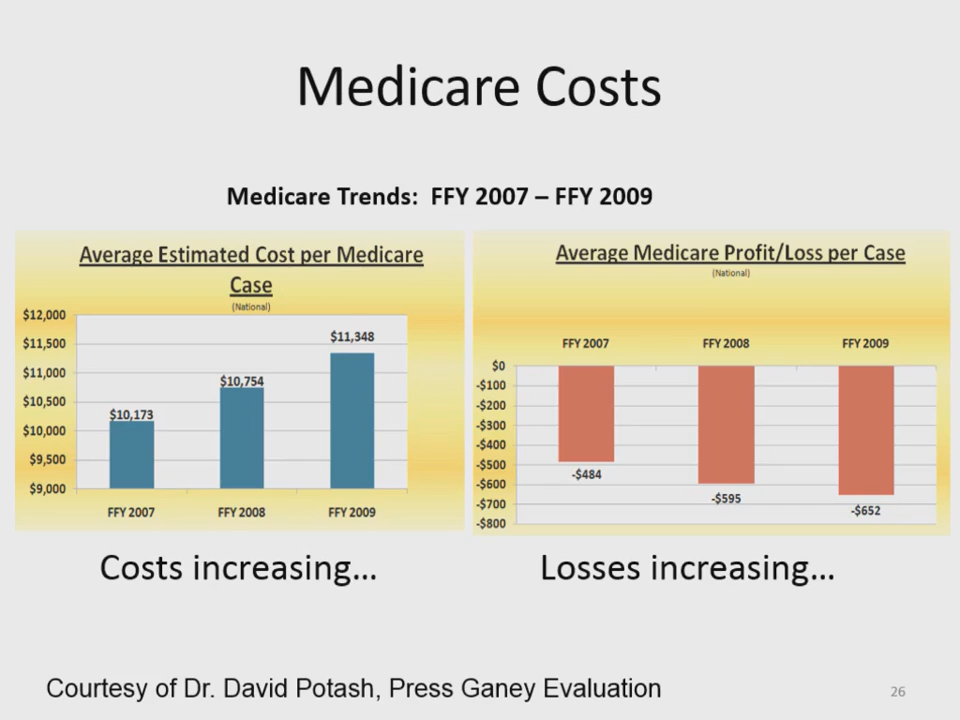 Medicare Costs
Medicare Trends: FFY 2007 – FFY 2009
Average Estimated Cost per Medicare
Case
(National)
$12,000
$11,500
$11,000
$10,500
$10,000
$9,500
$9,000
$10,173
$10,754
$11,348
FFY 2007 FFY 2008 FFY 2009
Average Medicare Profit/Loss per Case
(National)
FFY 2007 FFY 2008 FFY 2009
$0
-$100
-$200
-$300
-$400
-$500
-$600
-$700
-$800
-$484
-$595
-$652
Costs increasing...
Losses increasing...
Courtesy of Dr. David Potash, Press Ganey Evaluation
26